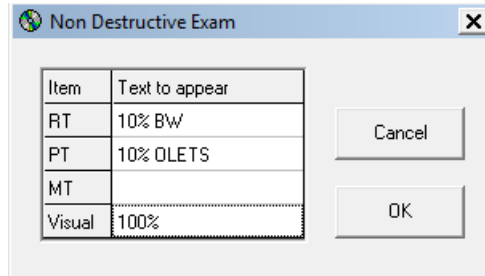 Non Destructive Exam
Item Text to appear
RT 10% BW
PT 10% OLETS
MT
Visual 100%
Cancel
OK